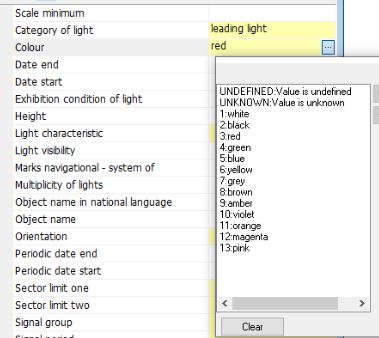 Scale minimum
Category of light leading light
Colour red ...
Date end
Date start
Exhibition condition of light
Height
Light characteristic
Light visibility
Marks navigational - system of
Multiplicity of lights
Object name in national language
Object name
Orientation
Periodic date end
Periodic date start
Sector limit one
Sector limit two
Signal group
Signal period
UNDEFINED:Value is undefined
UNKNOWN:Value is unknown
1:white
2:black
3:red
4:green
5:blue
6:yellow
7:grey
8:brown
9:amber
10:violet
11:orange
12:magenta
13:pink
Clear